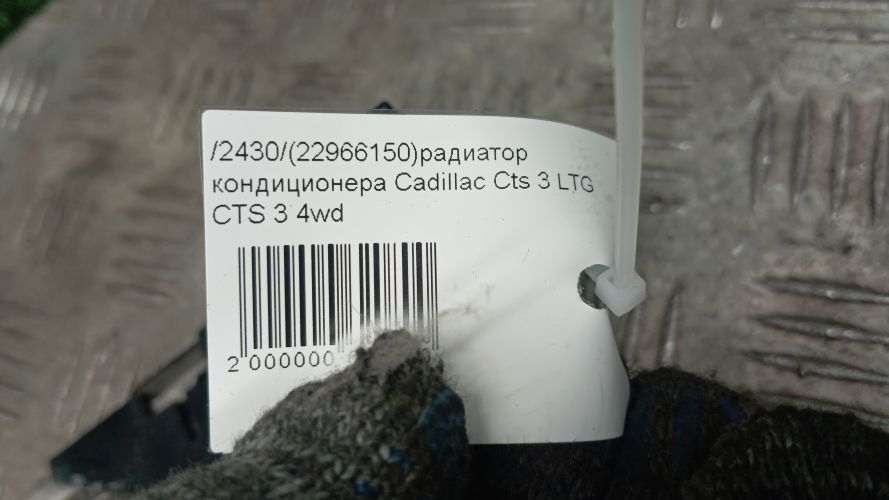 /2430/(22966150)радиатор
кондиционера Cadillac Cts 3 LTG
CTS 3 4wd
2 000000